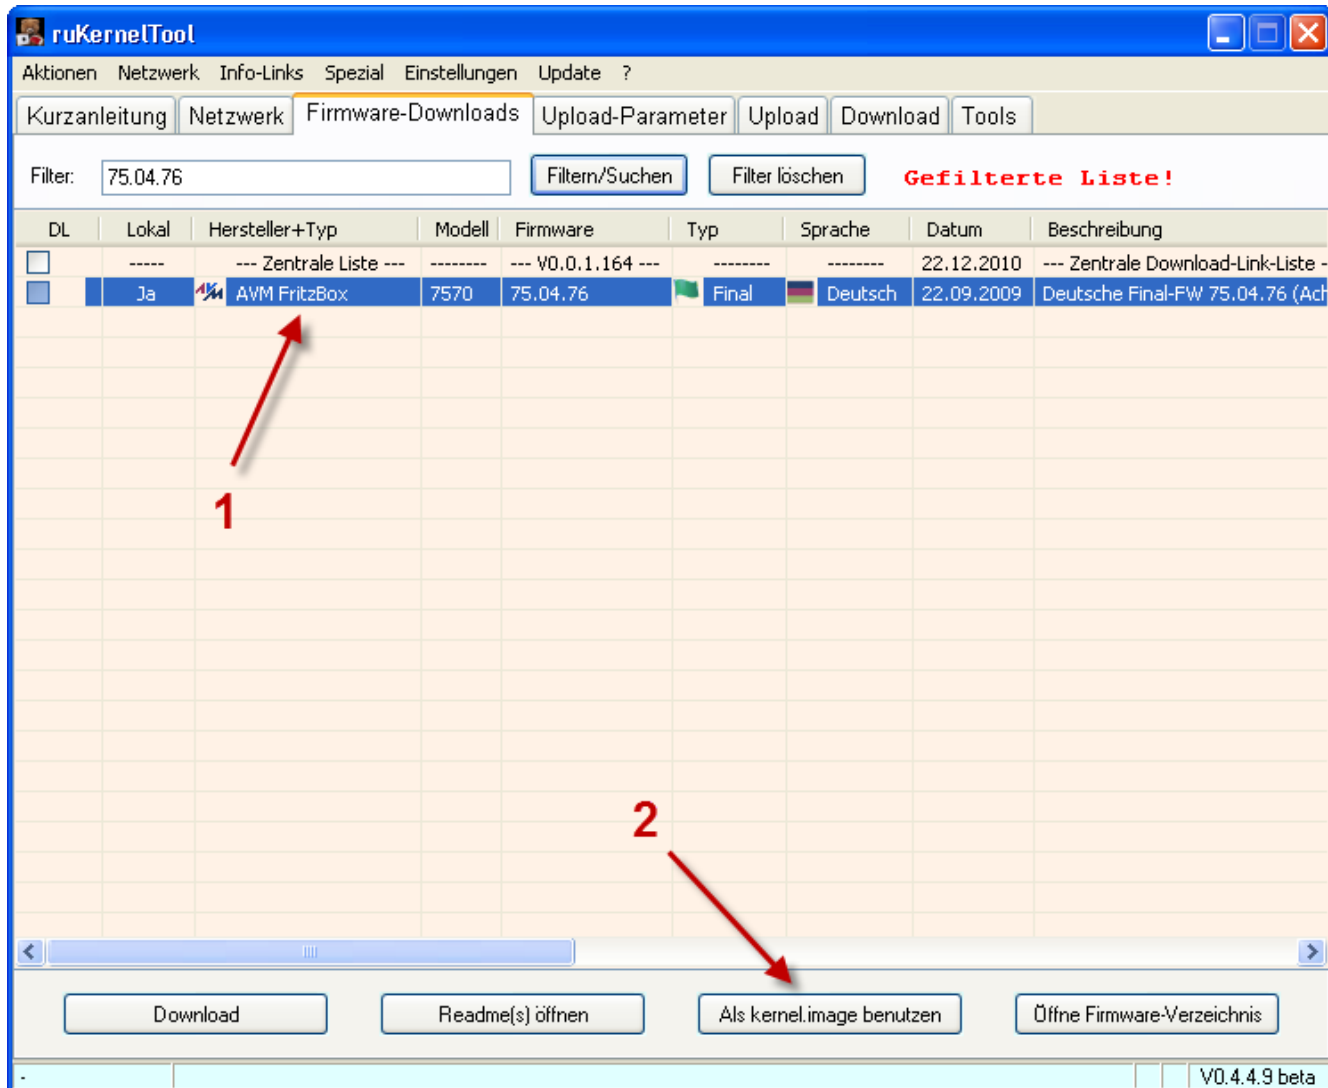 ruKernelTool
Aktionen Netzwerk Info-Links Spezial Einstellungen Update ?
Kurzanleitung Netzwerk Firmware-Downloads Upload-Parameter Upload Download Tools
Filter: 75.04.76 Filtern/Suchen Filter löschen Gefilterte Liste!
DL Lokal Hersteller+Typ Modell Firmware Typ Sprache Datum Beschreibung
----- --- Zentrale Liste --- -------- --- V0.0.1.164 --- -------- -------- 22.12.2010 --- Zentrale Download-Link-Liste -
Ja AVM FritzBox 7570 75.04.76 Final Deutsch 22.09.2009 Deutsche Final-FW 75.04.76 (Ach
1
2
Download Readme(s) öffnen Als kernel.image benutzen Öffne Firmware-Verzeichnis
- V0.4.4.9 beta